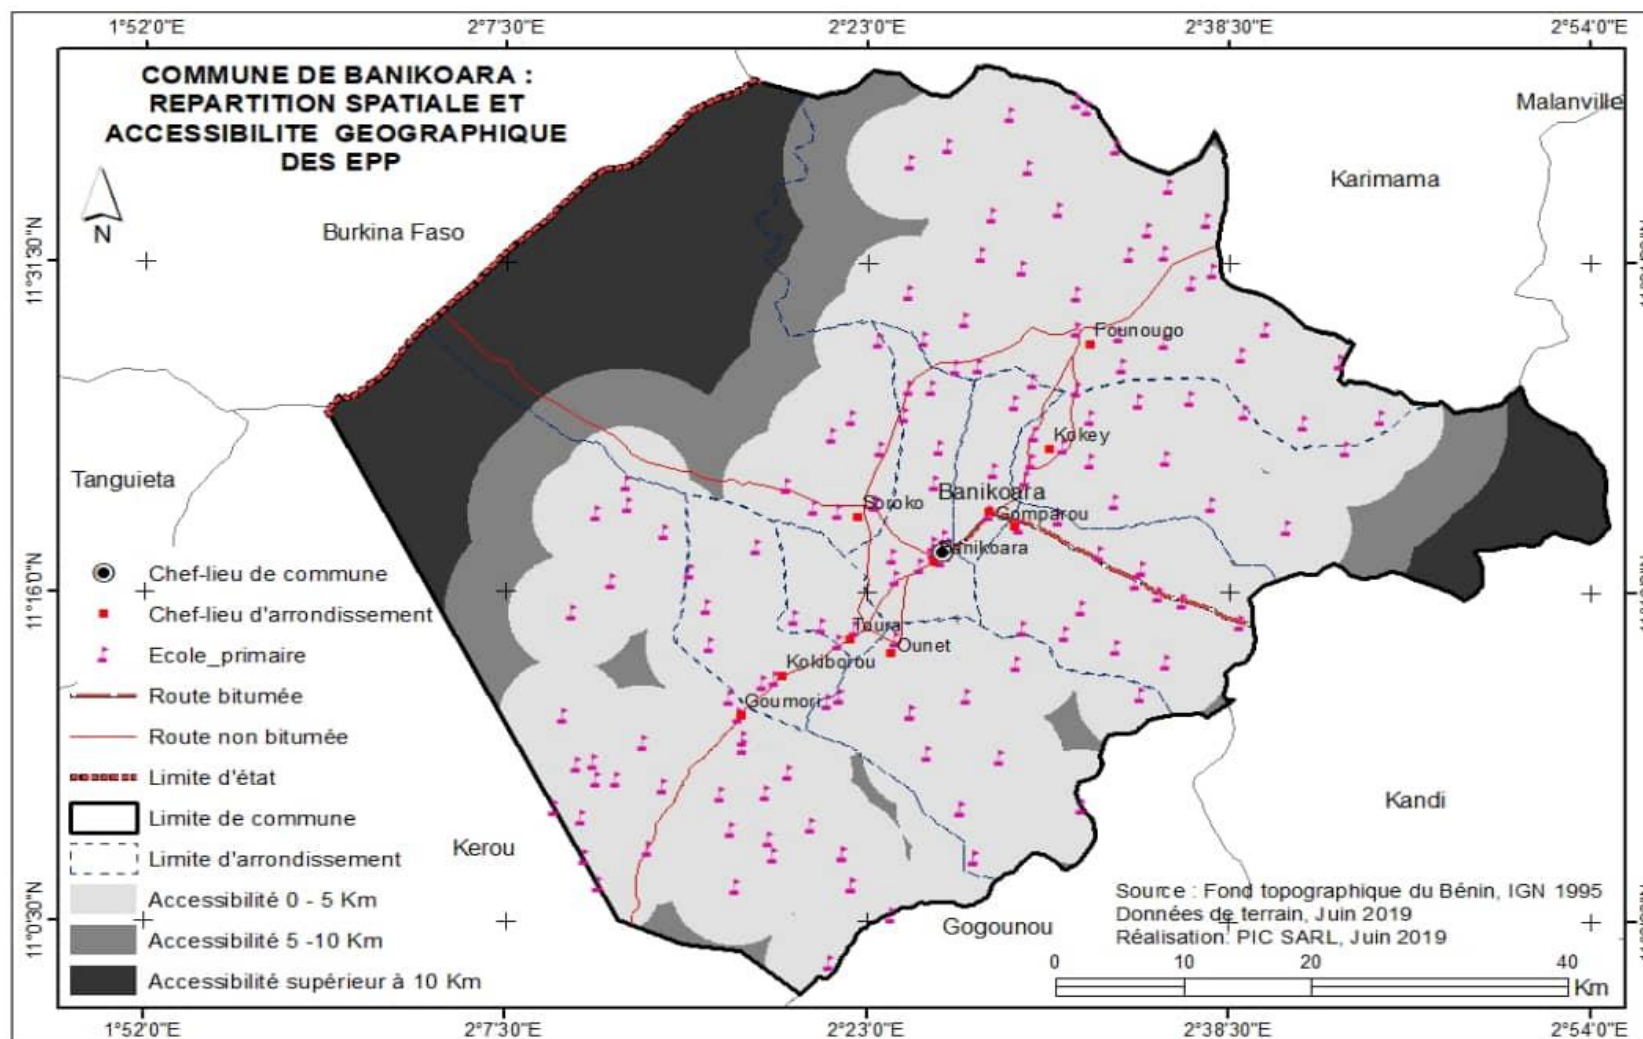 1°52'0"E 2°7'30"E 2°23'0"E 2°38'30"E 2°54'0"E
COMMUNE DE BANIKOARA :
REPARTITION SPATIALE ET
ACCESSIBILITE GEOGRAPHIQUE
DES EPP
N
Malanville
Karimama
Burkina Faso
11°31'30"N
Founougo
Kokey
Tanguieta
Banikoara
Soroko
Gomparou
Banikoara
11°16'0"N
Toura
Ounet
Kokiborou
Goumori
Kandi
Kerou
Gogounou
11°0'30"N
Chef-lieu de commune
Chef-lieu d'arrondissement
Ecole_primaire
Route bitumée
Route non bitumée
Limite d'état
Limite de commune
Limite d'arrondissement
Accessibilité 0 - 5 Km
Accessibilité 5 -10 Km
Accessibilité supérieur à 10 Km
Source : Fond topographique du Bénin, IGN 1995
Données de terrain, Juin 2019
Réalisation: PIC SARL, Juin 2019
0 10 20 40
Km
1°52'0"E 2°7'30"E 2°23'0"E 2°38'30"E 2°54'0"E